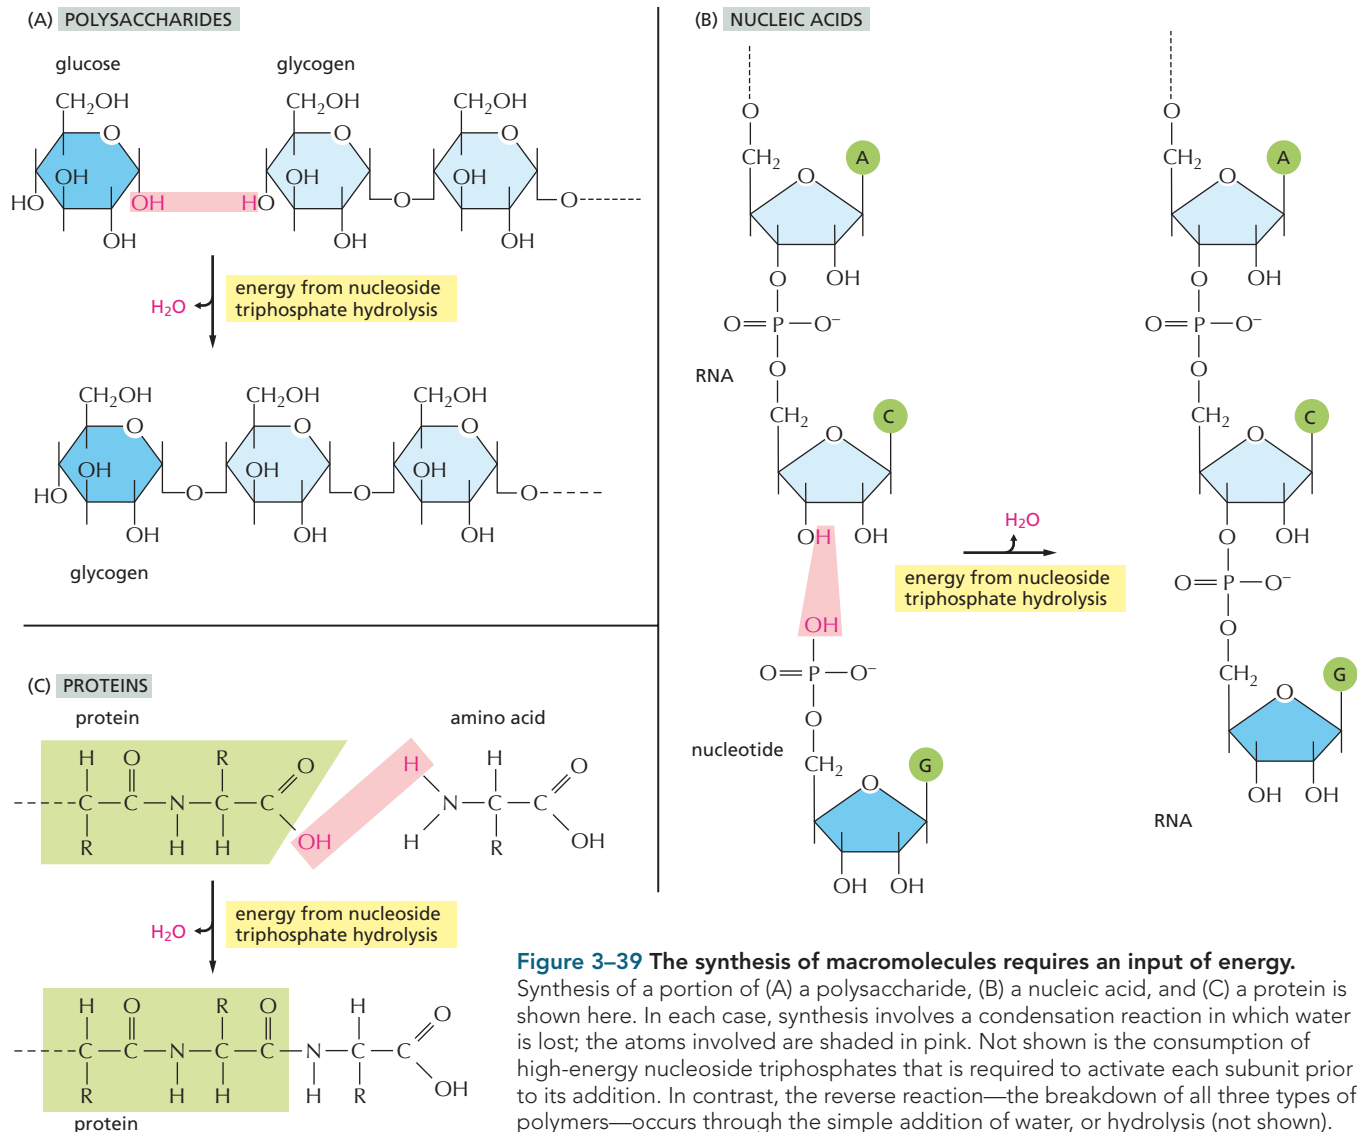 (A) POLYSACCHARIDES
glucose
glycogen
CH₂OH
CH₂OH
CH₂OH
O
O
O
OH
OH
OH
HO
OH
HO
O
O
OH
OH
OH
H₂O
energy from nucleoside
triphosphate hydrolysis
CH₂OH
CH₂OH
CH₂OH
O
O
O
OH
OH
OH
HO
O
O
O
OH
OH
OH
glycogen
(B) NUCLEIC ACIDS
O
CH₂
A
O
O
OH
O=P—O⁻
O
RNA
CH₂
C
O
OH
OH
OH
O=P—O⁻
O
nucleotide
CH₂
G
O
OH
OH
H₂O
energy from nucleoside
triphosphate hydrolysis
O
CH₂
A
O
O
OH
O=P—O⁻
O
CH₂
C
O
O
OH
O=P—O⁻
O
CH₂
G
O
OH
OH
RNA
(C) PROTEINS
protein
amino acid
H
O
R
O
H
H
O
C—C—N—C—C
N—C—C
R
H
H
OH
H
R
OH
H₂O
energy from nucleoside
triphosphate hydrolysis
H
O
R
O
H
O
C—C—N—C—C—N—C—C
R
H
H
H
R
OH
protein
Figure 3–39 The synthesis of macromolecules requires an input of energy.
Synthesis of a portion of (A) a polysaccharide, (B) a nucleic acid, and (C) a protein is
shown here. In each case, synthesis involves a condensation reaction in which water
is lost; the atoms involved are shaded in pink. Not shown is the consumption of
high-energy nucleoside triphosphates that is required to activate each subunit prior
to its addition. In contrast, the reverse reaction—the breakdown of all three types of
polymers—occurs through the simple addition of water, or hydrolysis (not shown).